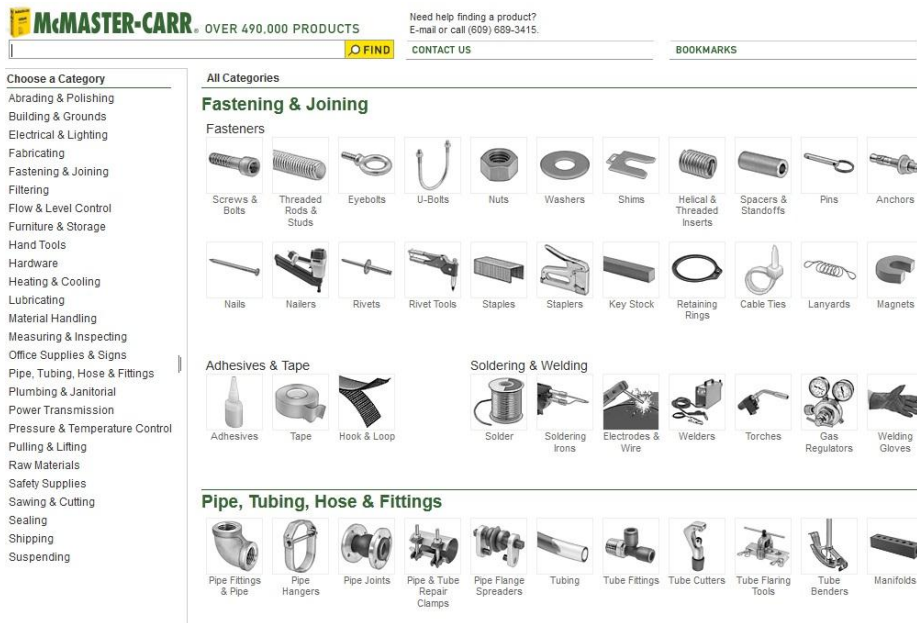 McMASTER-CARR. OVER 490,000 PRODUCTS
Need help finding a product?
E-mail or call (609) 689-3415.
FIND
CONTACT US
BOOKMARKS
Choose a Category
Abrading & Polishing
Building & Grounds
Electrical & Lighting
Fabricating
Fastening & Joining
Filtering
Flow & Level Control
Furniture & Storage
Hand Tools
Hardware
Heating & Cooling
Lubricating
Material Handling
Measuring & Inspecting
Office Supplies & Signs
Pipe, Tubing, Hose & Fittings
Plumbing & Janitorial
Power Transmission
Pressure & Temperature Control
Pulling & Lifting
Raw Materials
Safety Supplies
Sawing & Cutting
Sealing
Shipping
Suspending
All Categories
Fastening & Joining
Fasteners
Screws &
Bolts
Threaded
Rods &
Studs
Eyebolts
U-Bolts
Nuts
Washers
Shims
Helical &
Threaded
Inserts
Spacers &
Standoffs
Pins
Anchors
Nails
Nailers
Rivets
Rivet Tools
Staples
Staplers
Key Stock
Retaining
Rings
Cable Ties
Lanyards
Magnets
Adhesives & Tape
Adhesives
Tape
Hook & Loop
Soldering & Welding
Solder
Soldering
Irons
Electrodes &
Wire
Welders
Torches
Gas
Regulators
Welding
Gloves
Pipe, Tubing, Hose & Fittings
Pipe Fittings
& Pipe
Pipe
Hangers
Pipe Joints
Pipe & Tube
Repair
Clamps
Pipe Flange
Spreaders
Tubing
Tube Fittings
Tube Cutters
Tube Flaring
Tools
Tube
Benders
Manifolds